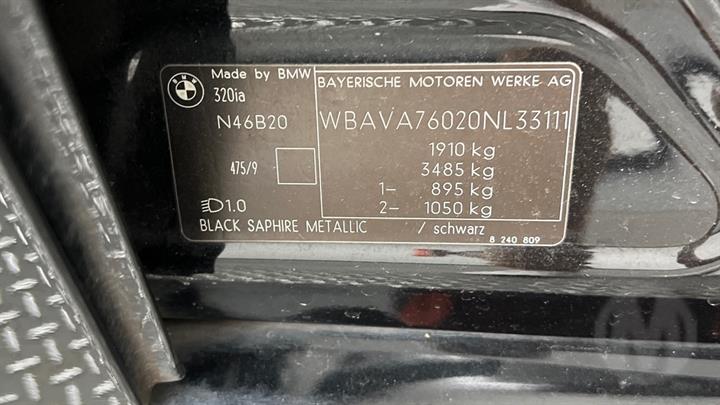 BMW
Made by BMW
320ia
N46B20
475/9
1.0
BLACK SAPHIRE METALLIC / schwarz
BAYERISCHE MOTOREN WERKE AG
WBAVA76020NL33111
1910 kg
3485 kg
1– 895 kg
2– 1050 kg
8 240 809
M